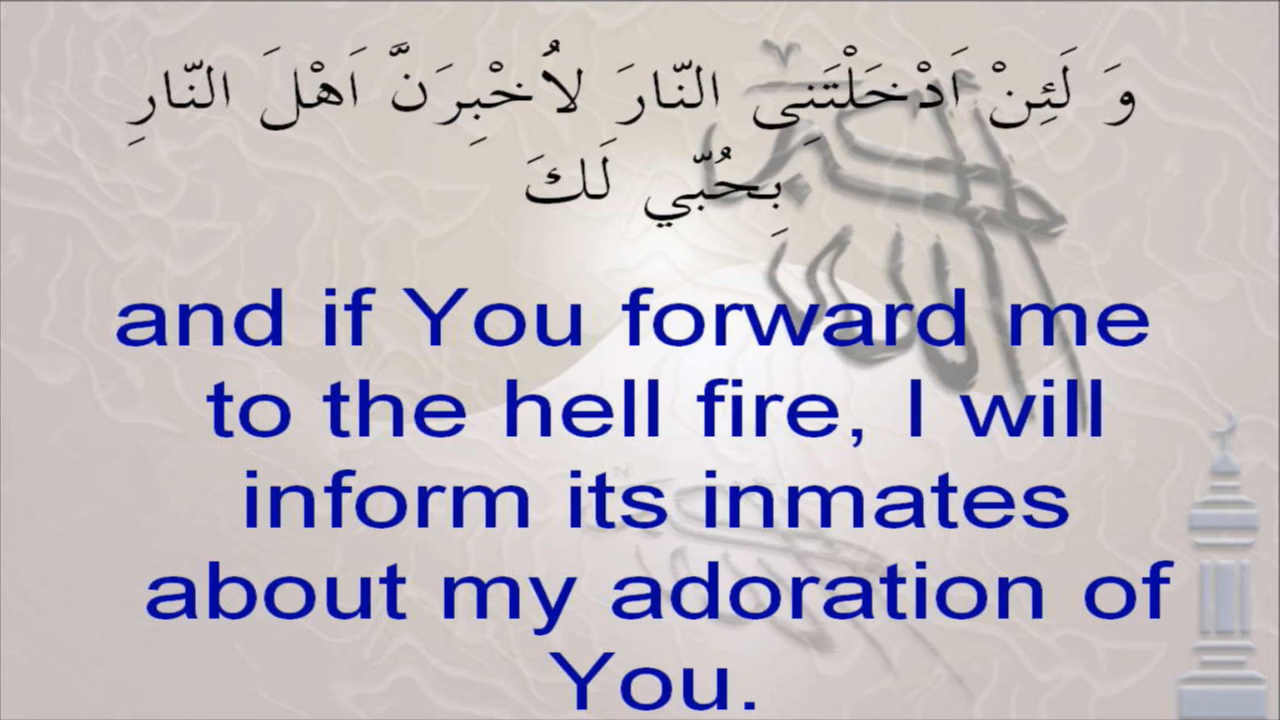 وَ لَئِنْ اَدْخَلْتَنِى النّارَ لاُخْبِرَنَّ اَهْلَ النّارِ
بِحُبّي لَكَ
and if You forward me
to the hell fire, I will
inform its inmates
about my adoration of
You.